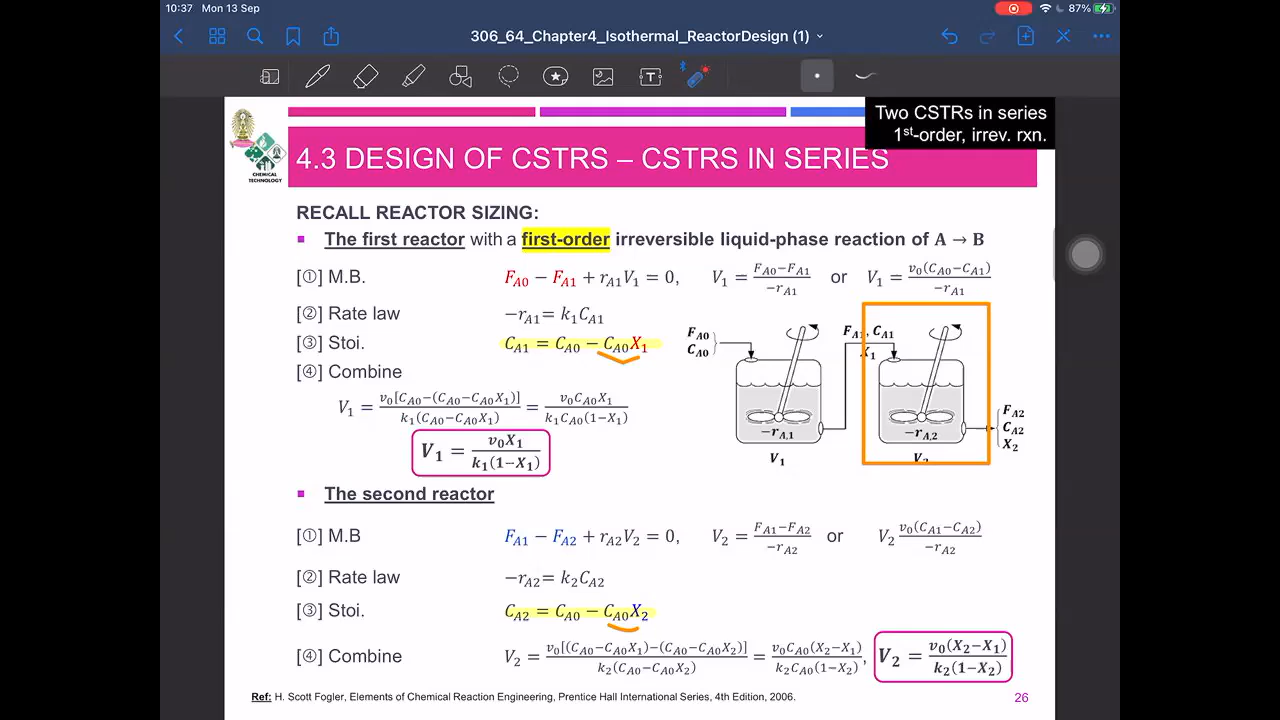 10:37 Mon 13 Sep
87%
306_64_Chapter4_Isothermal_ReactorDesign (1)
T
Two CSTRs in series
1st-order, irrev. rxn.
CHEMICAL
TECHNOLOGY
4.3 DESIGN OF CSTRS – CSTRS IN SERIES
RECALL REACTOR SIZING:
▪ The first reactor with a first-order irreversible liquid-phase reaction of A → B
[①] M.B. F_A0 − F_A1 + r_A1V_1 = 0, V_1 = (F_A0−F_A1)/(−r_A1) or V_1 = v_0(C_A0−C_A1)/(−r_A1)
[②] Rate law −r_A1 = k_1C_A1
[③] Stoi. C_A1 = C_A0 − C_A0X_1
[④] Combine
V_1 = v_0[C_A0−(C_A0−C_A0X_1)]/k_1(C_A0−C_A0X_1) = v_0C_A0X_1/k_1C_A0(1−X_1)
V_1 = v_0X_1/k_1(1−X_1)
F_A0
C_A0
F_A1, C_A1
X_1
−r_A,1
V_1
−r_A,2
V_2
F_A2
C_A2
X_2
▪ The second reactor
[①] M.B F_A1 − F_A2 + r_A2V_2 = 0, V_2 = (F_A1−F_A2)/(−r_A2) or V_2 v_0(C_A1−C_A2)/(−r_A2)
[②] Rate law −r_A2 = k_2C_A2
[③] Stoi. C_A2 = C_A0 − C_A0X_2
[④] Combine V_2 = v_0[(C_A0−C_A0X_1)−(C_A0−C_A0X_2)]/k_2(C_A0−C_A0X_2) = v_0C_A0(X_2−X_1)/k_2C_A0(1−X_2), V_2 = v_0(X_2−X_1)/k_2(1−X_2)
Ref: H. Scott Fogler, Elements of Chemical Reaction Engineering, Prentice Hall International Series, 4th Edition, 2006.
26